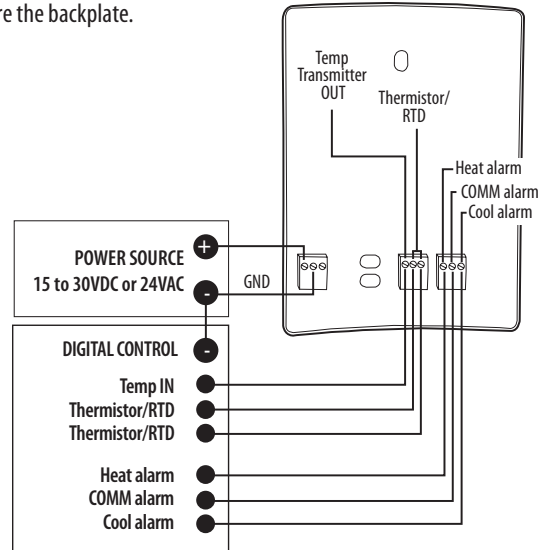 re the backplate.
Temp
Transmitter
OUT
Thermistor/
RTD
Heat alarm
COMM alarm
Cool alarm
POWER SOURCE
15 to 30VDC or 24VAC
+
-
GND
DIGITAL CONTROL
-
Temp IN
Thermistor/RTD
Thermistor/RTD
Heat alarm
COMM alarm
Cool alarm